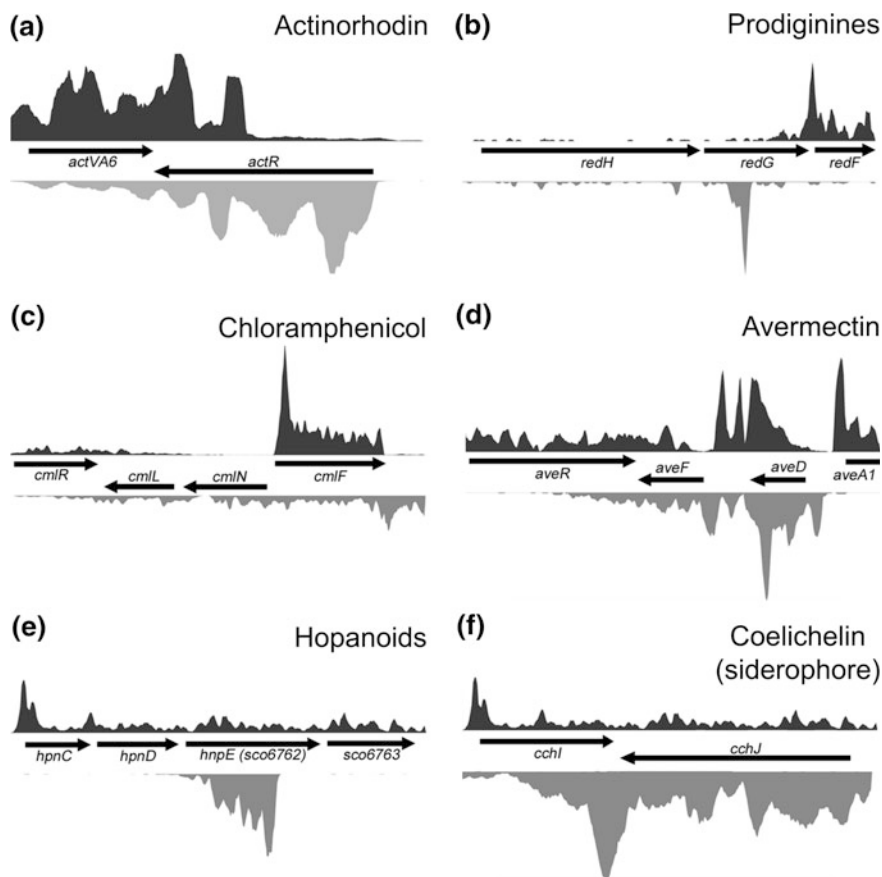 (a) Actinorhodin
actVA6 actR
(b) Prodiginines
redH redG redF
(c) Chloramphenicol
cmlR cmlL cmlN cmlF
(d) Avermectin
aveR aveF aveD aveA1
(e) Hopanoids
hpnC hpnD hnpE (sco6762) sco6763
(f) Coelichelin
(siderophore)
cchI cchJ